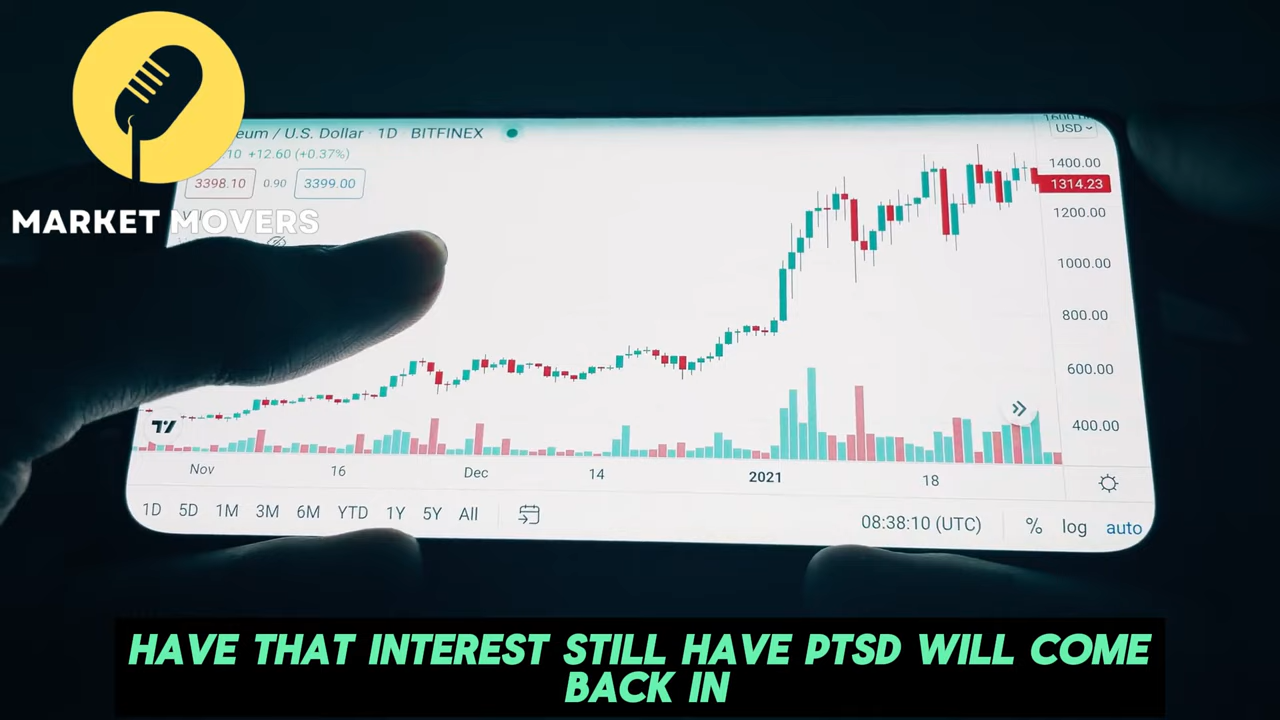 eum / U.S. Dollar 1D BITFINEX
.10 +12.60 (+0.37%)
3398.10 0.90 3399.00
MARKET MOVERS
USD
1400.00
1314.23
1200.00
1000.00
800.00
600.00
400.00
Nov 16 Dec 14 2021 18
1D 5D 1M 3M 6M YTD 1Y 5Y All 08:38:10 (UTC) % log auto
HAVE THAT INTEREST STILL HAVE PTSD WILL COME
BACK IN